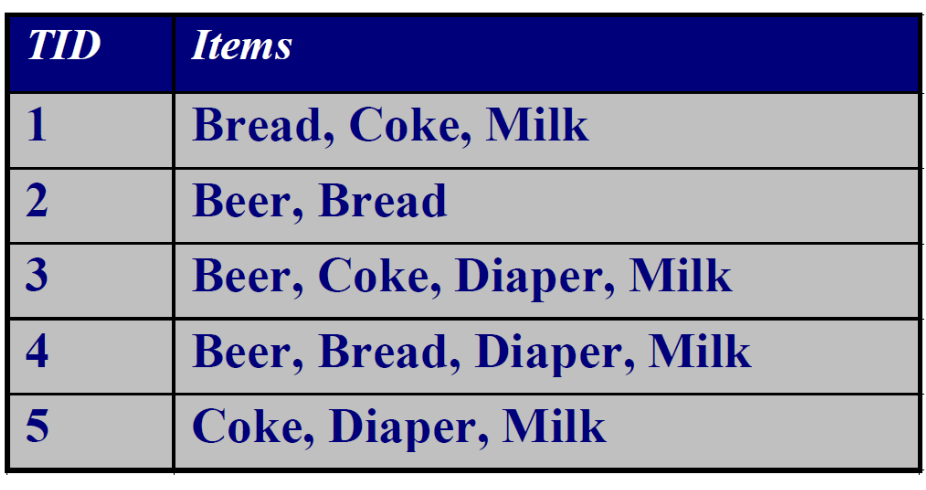 TID Items
1 Bread, Coke, Milk
2 Beer, Bread
3 Beer, Coke, Diaper, Milk
4 Beer, Bread, Diaper, Milk
5 Coke, Diaper, Milk